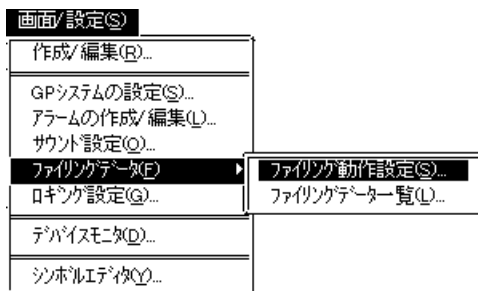 画面/設定(S)
作成/編集(R)...
GPシステムの設定(S)...
アラームの作成/編集(L)...
サウンド設定(O)...
ファイリングデータ(F)
ファイリング動作設定(S)...
ロギング設定(G)...
ファイリングデータ一覧(L)...
デバイスモニタ(D)...
シンボルエディタ(Y)...